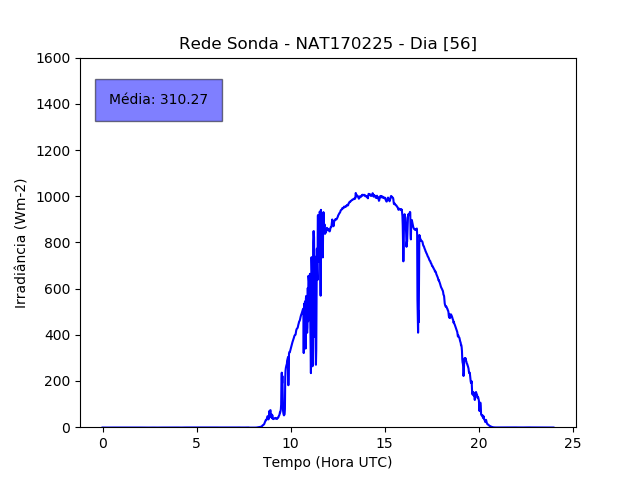 Rede Sonda - NAT170225 - Dia [56]
1600
1400
1200
1000
800
600
400
200
0
Irradiância (Wm-2)
Média: 310.27
0 5 10 15 20 25
Tempo (Hora UTC)